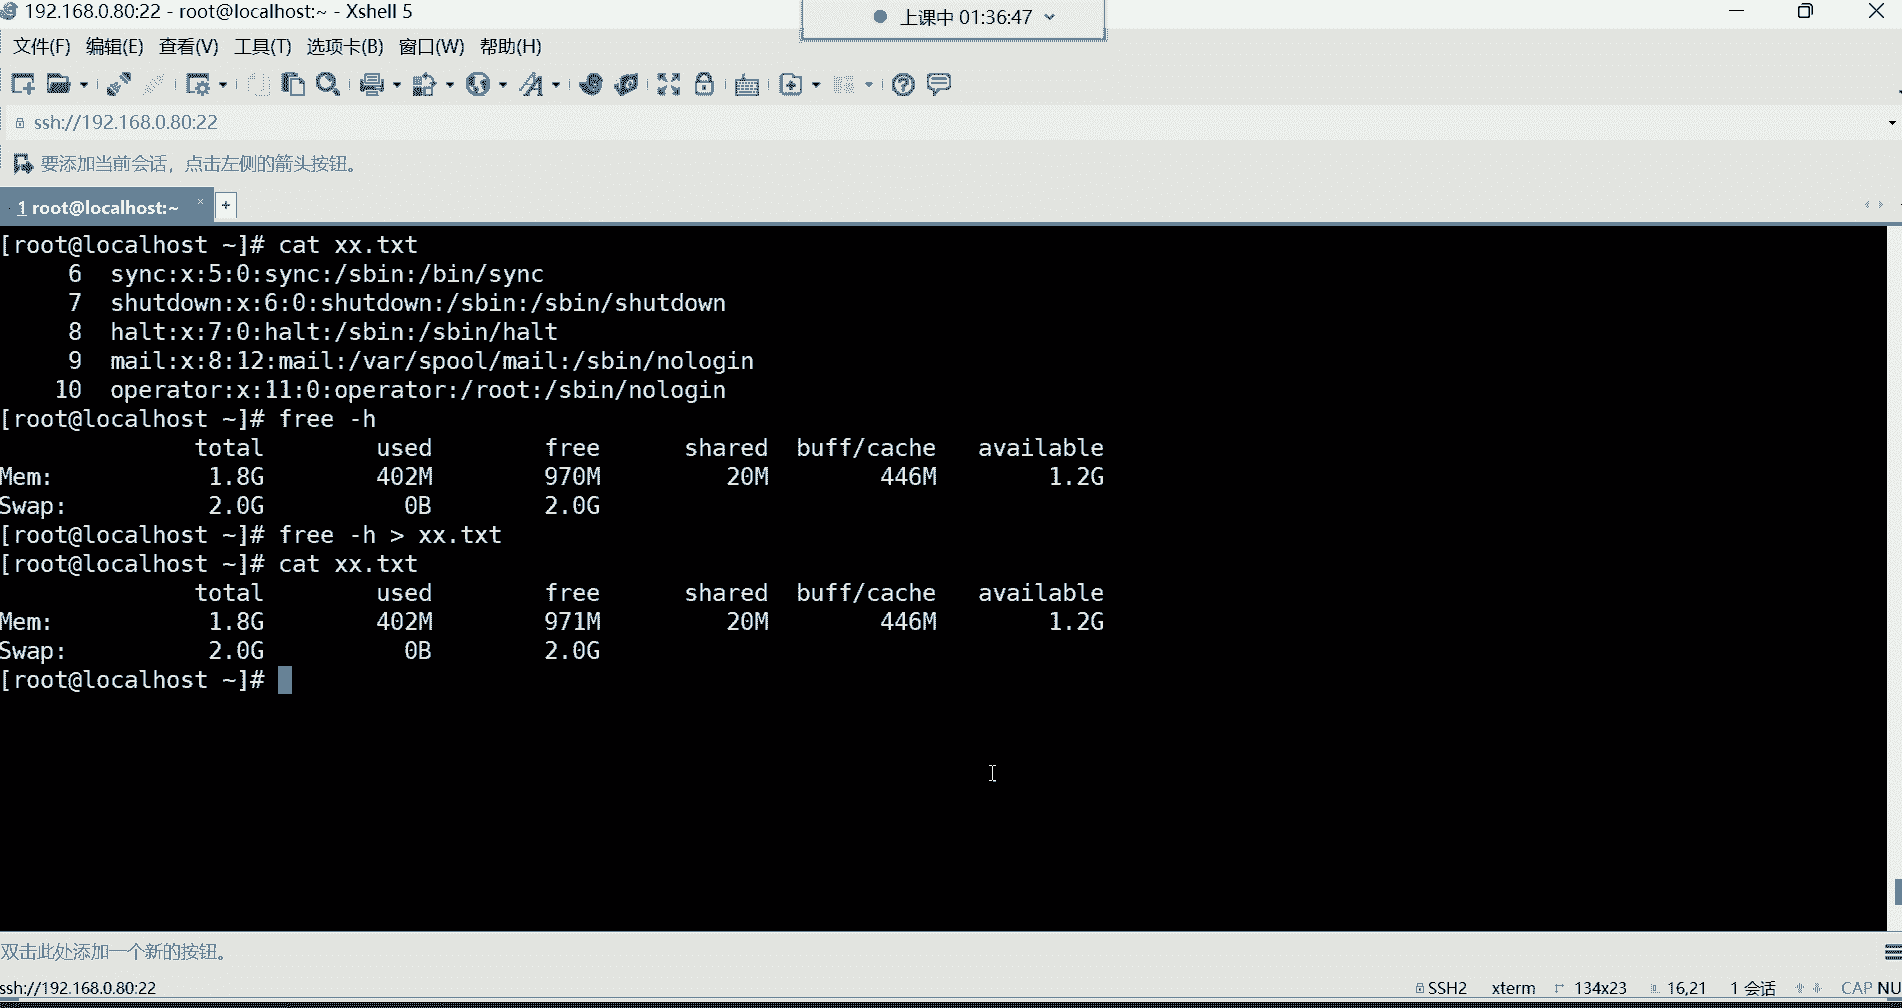 192.168.0.80:22 - root@localhost:~ - Xshell 5
上课中 01:36:47
文件(F) 编辑(E) 查看(V) 工具(T) 选项卡(B) 窗口(W) 帮助(H)
ssh://192.168.0.80:22
要添加当前会话，点击左侧的箭头按钮。
1 root@localhost:~ × +
[root@localhost ~]# cat xx.txt
     6  sync:x:5:0:sync:/sbin:/bin/sync
     7  shutdown:x:6:0:shutdown:/sbin:/sbin/shutdown
     8  halt:x:7:0:halt:/sbin:/sbin/halt
     9  mail:x:8:12:mail:/var/spool/mail:/sbin/nologin
    10  operator:x:11:0:operator:/root:/sbin/nologin
[root@localhost ~]# free -h
              total        used        free      shared  buff/cache   available
Mem:           1.8G        402M        970M         20M        446M        1.2G
Swap:          2.0G          0B        2.0G
[root@localhost ~]# free -h > xx.txt
[root@localhost ~]# cat xx.txt
              total        used        free      shared  buff/cache   available
Mem:           1.8G        402M        971M         20M        446M        1.2G
Swap:          2.0G          0B        2.0G
[root@localhost ~]#
双击此处添加一个新的按钮。
ssh://192.168.0.80:22 SSH2 xterm 134x23 16,21 1 会话 CAP NU